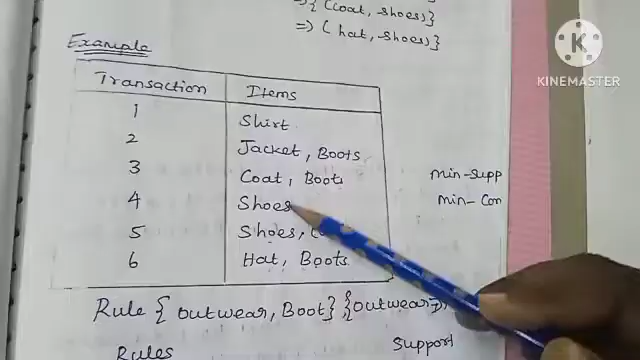 => { (coat, shoes)}
=> ( hat, shoes)}
Example
KINEMASTER
Transaction Items
1 Shirt
2 Jacket, Boots
3 Coat, Boots
4 Shoes
5 Shoes,
6 Hat, Boots
min-supp
min-con
Rule { outwear, Boot} {outwear
Rules Support